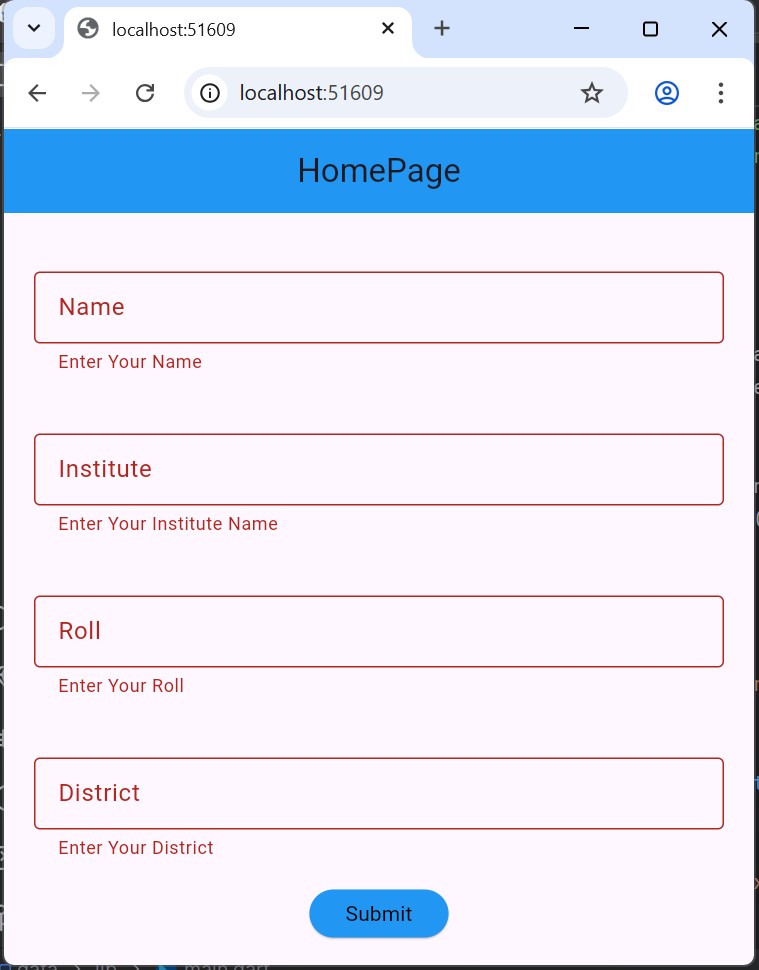 localhost:51609
localhost:51609
HomePage
Name
Enter Your Name
Institute
Enter Your Institute Name
Roll
Enter Your Roll
District
Enter Your District
Submit